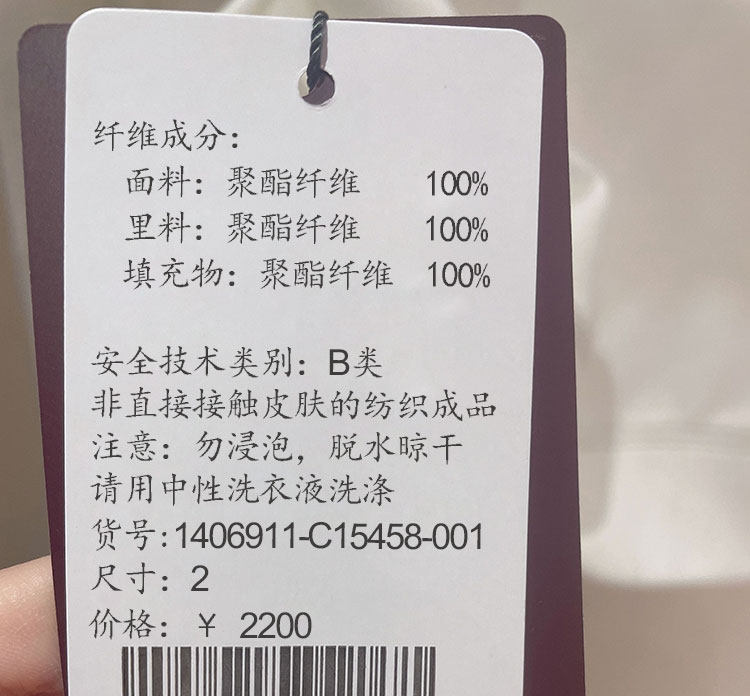 纤维成分：
面料：聚酯纤维 100%
里料：聚酯纤维 100%
填充物：聚酯纤维 100%
安全技术类别：B类
非直接接触皮肤的纺织成品
注意：勿浸泡，脱水晾干
请用中性洗衣液洗涤
货号:1406911-C15458-001
尺寸：2
价格：￥ 2200